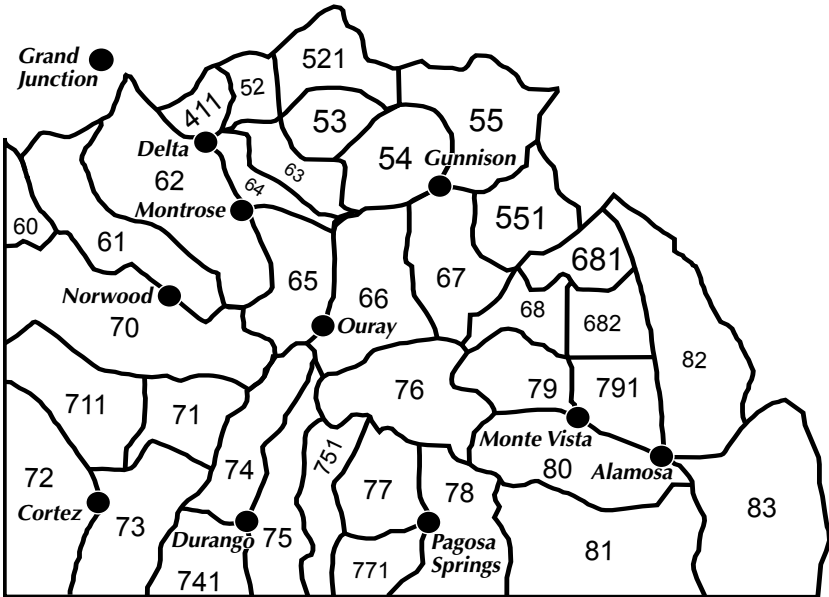 Grand
Junction
521
52
411
53
55
Delta
54
Gunnison
63
62
64
Montrose
551
60
61
681
65
67
Norwood
66
68
70
Ouray
682
82
76
79
791
711
71
Monte Vista
751
74
80
Alamosa
72
77
78
Cortez
73
83
Durango
75
Pagosa
Springs
81
741
771